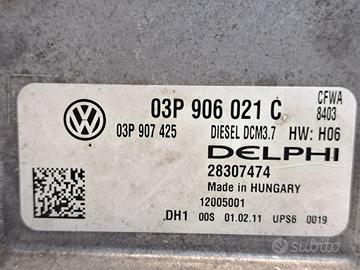 03P 906 021 C
CFWA
8403
03P 907 425
DIESEL DCM3.7
HW: H06
DELPHI
28307474
Made in HUNGARY
12005001
DH1 00S 01.02.11 UPS6 0019
subito